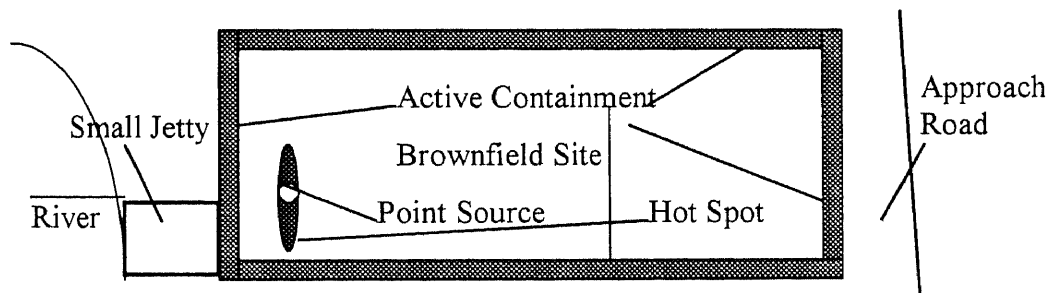 Active Containment
Approach
Road
Small Jetty
Brownfield Site
River
Point Source
Hot Spot